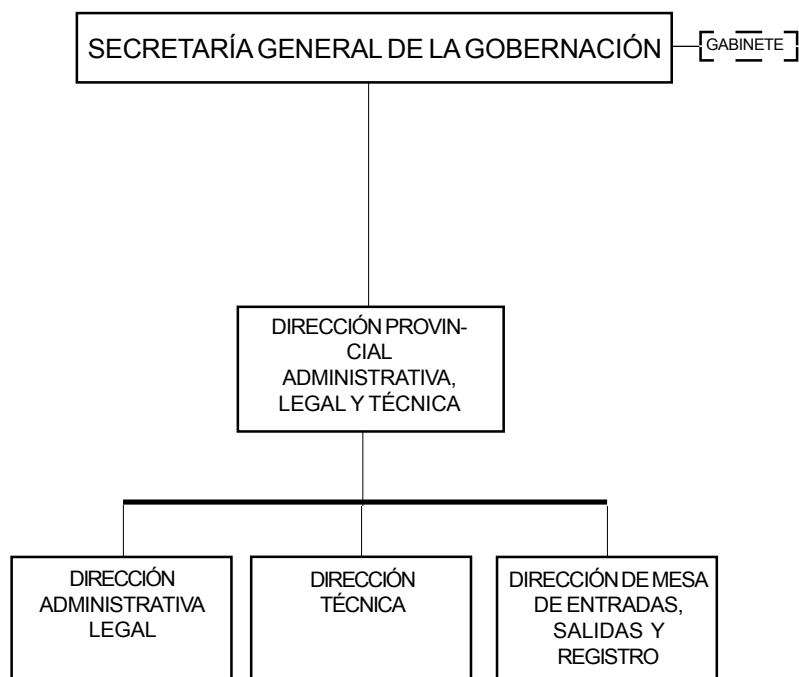 SECRETARÍA GENERAL DE LA GOBERNACIÓN
GABINETE
DIRECCIÓN PROVIN-
CIAL
ADMINISTRATIVA,
LEGAL Y TÉCNICA
DIRECCIÓN
ADMINISTRATIVA
LEGAL
DIRECCIÓN
TÉCNICA
DIRECCIÓN DE MESA
DE ENTRADAS,
SALIDAS Y
REGISTRO